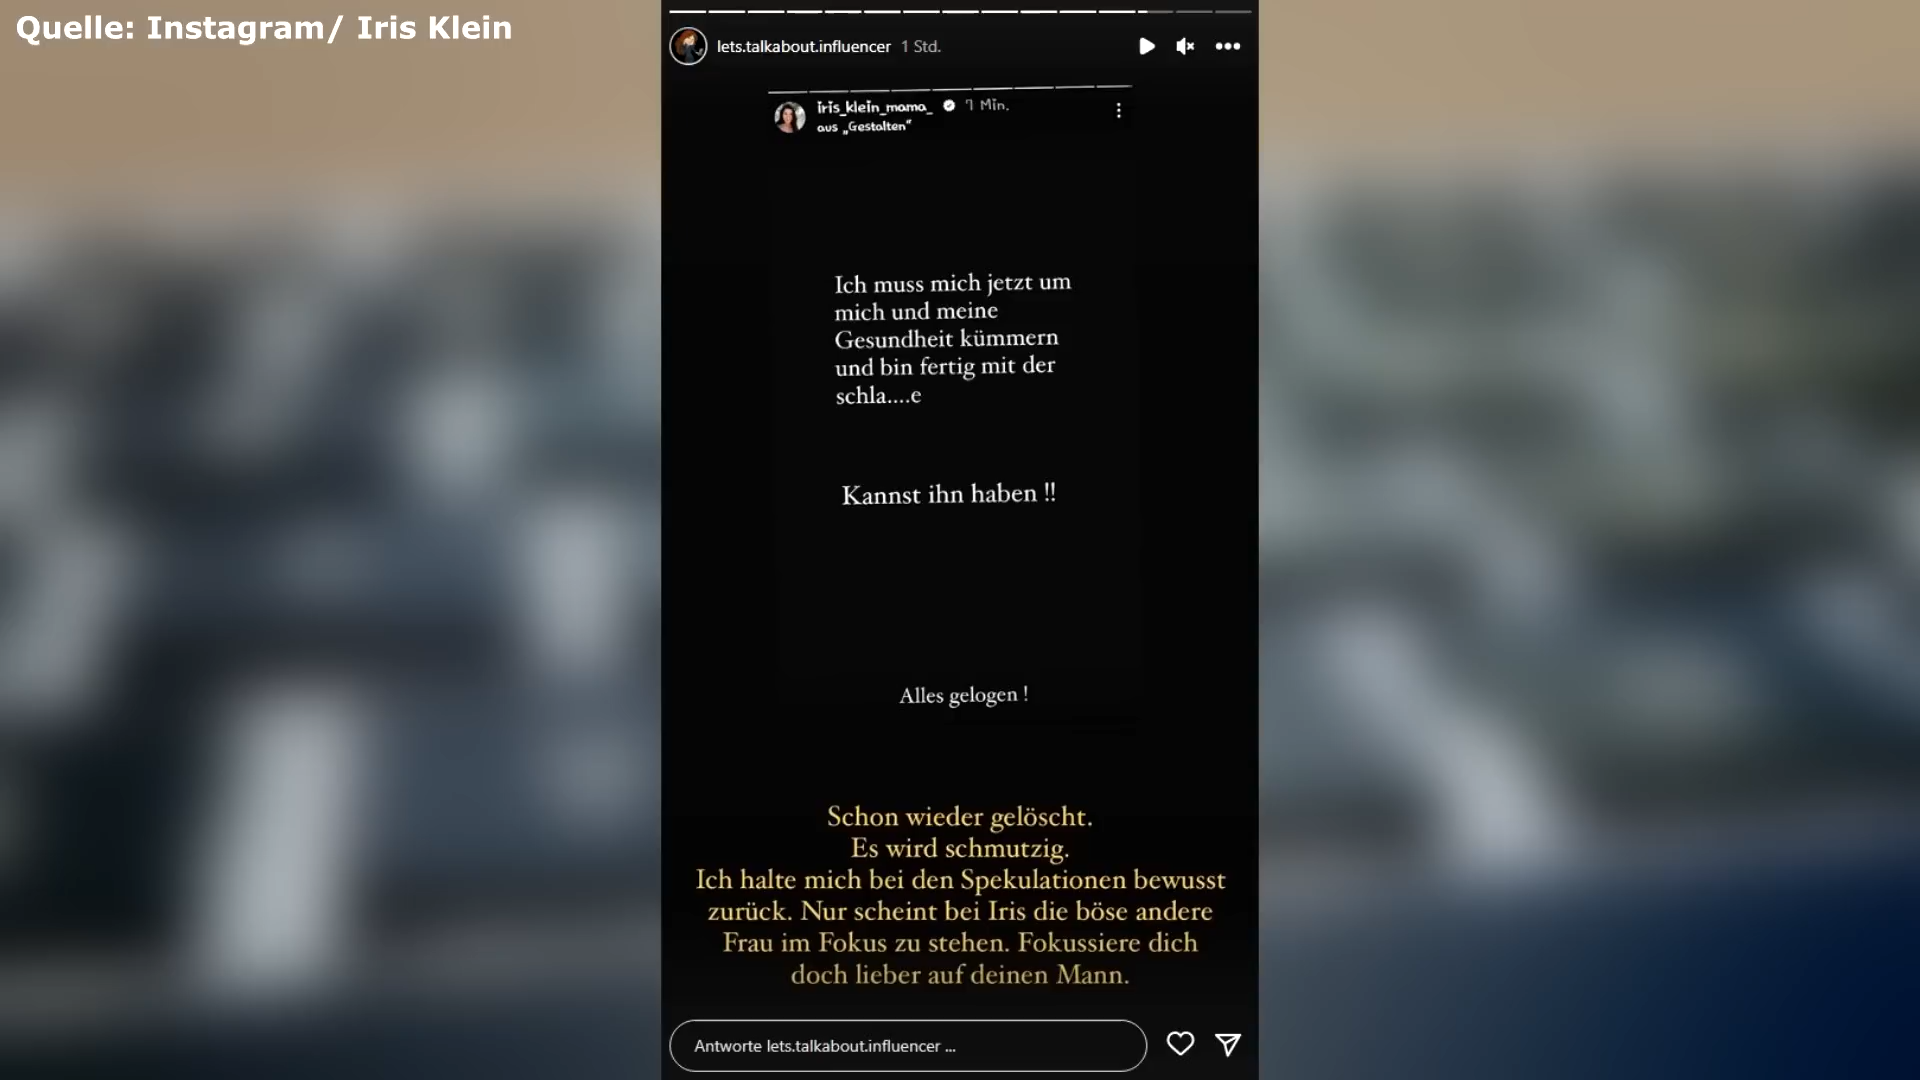 Quelle: Instagram/ Iris Klein
lets.talkabout.influencer 1 Std.
iris_klein_mama_ 7 Min.
aus „Gestalten“
Ich muss mich jetzt um
mich und meine
Gesundheit kümmern
und bin fertig mit der
schla....e
Kannst ihn haben !!
Alles gelogen !
Schon wieder gelöscht.
Es wird schmutzig.
Ich halte mich bei den Spekulationen bewusst
zurück. Nur scheint bei Iris die böse andere
Frau im Fokus zu stehen. Fokussiere dich
doch lieber auf deinen Mann.
Antworte lets.talkabout.influencer ...